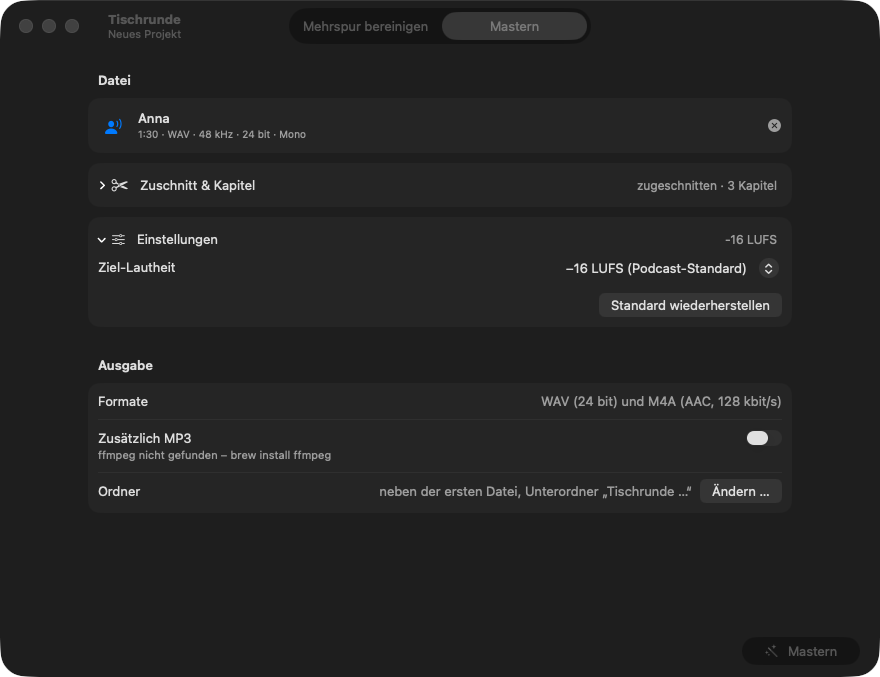 Tischrunde
Neues Projekt
Mehrspur bereinigen
Mastern
Datei
Anna
1:30 · WAV · 48 kHz · 24 bit · Mono
Zuschnitt & Kapitel
zugeschnitten · 3 Kapitel
Einstellungen
-16 LUFS
Ziel-Lautheit
−16 LUFS (Podcast-Standard)
Standard wiederherstellen
Ausgabe
Formate
WAV (24 bit) und M4A (AAC, 128 kbit/s)
Zusätzlich MP3
ffmpeg nicht gefunden – brew install ffmpeg
Ordner
neben der ersten Datei, Unterordner „Tischrunde …“
Ändern …
Mastern